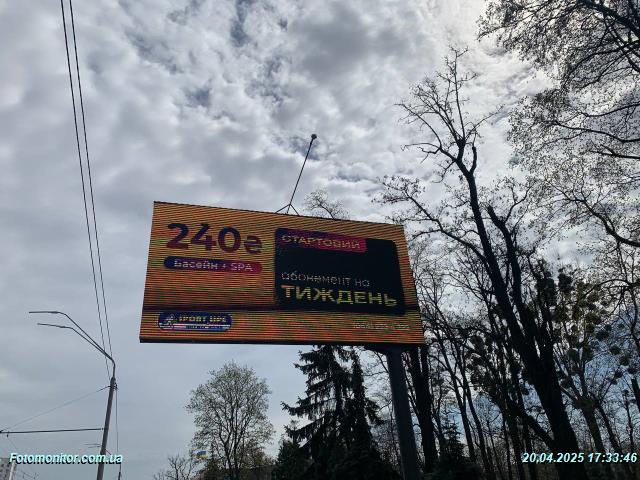 240₴
Басейн + SPA
СТАРТОВИЙ
абонемент на
ТИЖДЕНЬ
SPORT LIFE
Fotomonitor.com.ua
20.04.2025 17:33:46